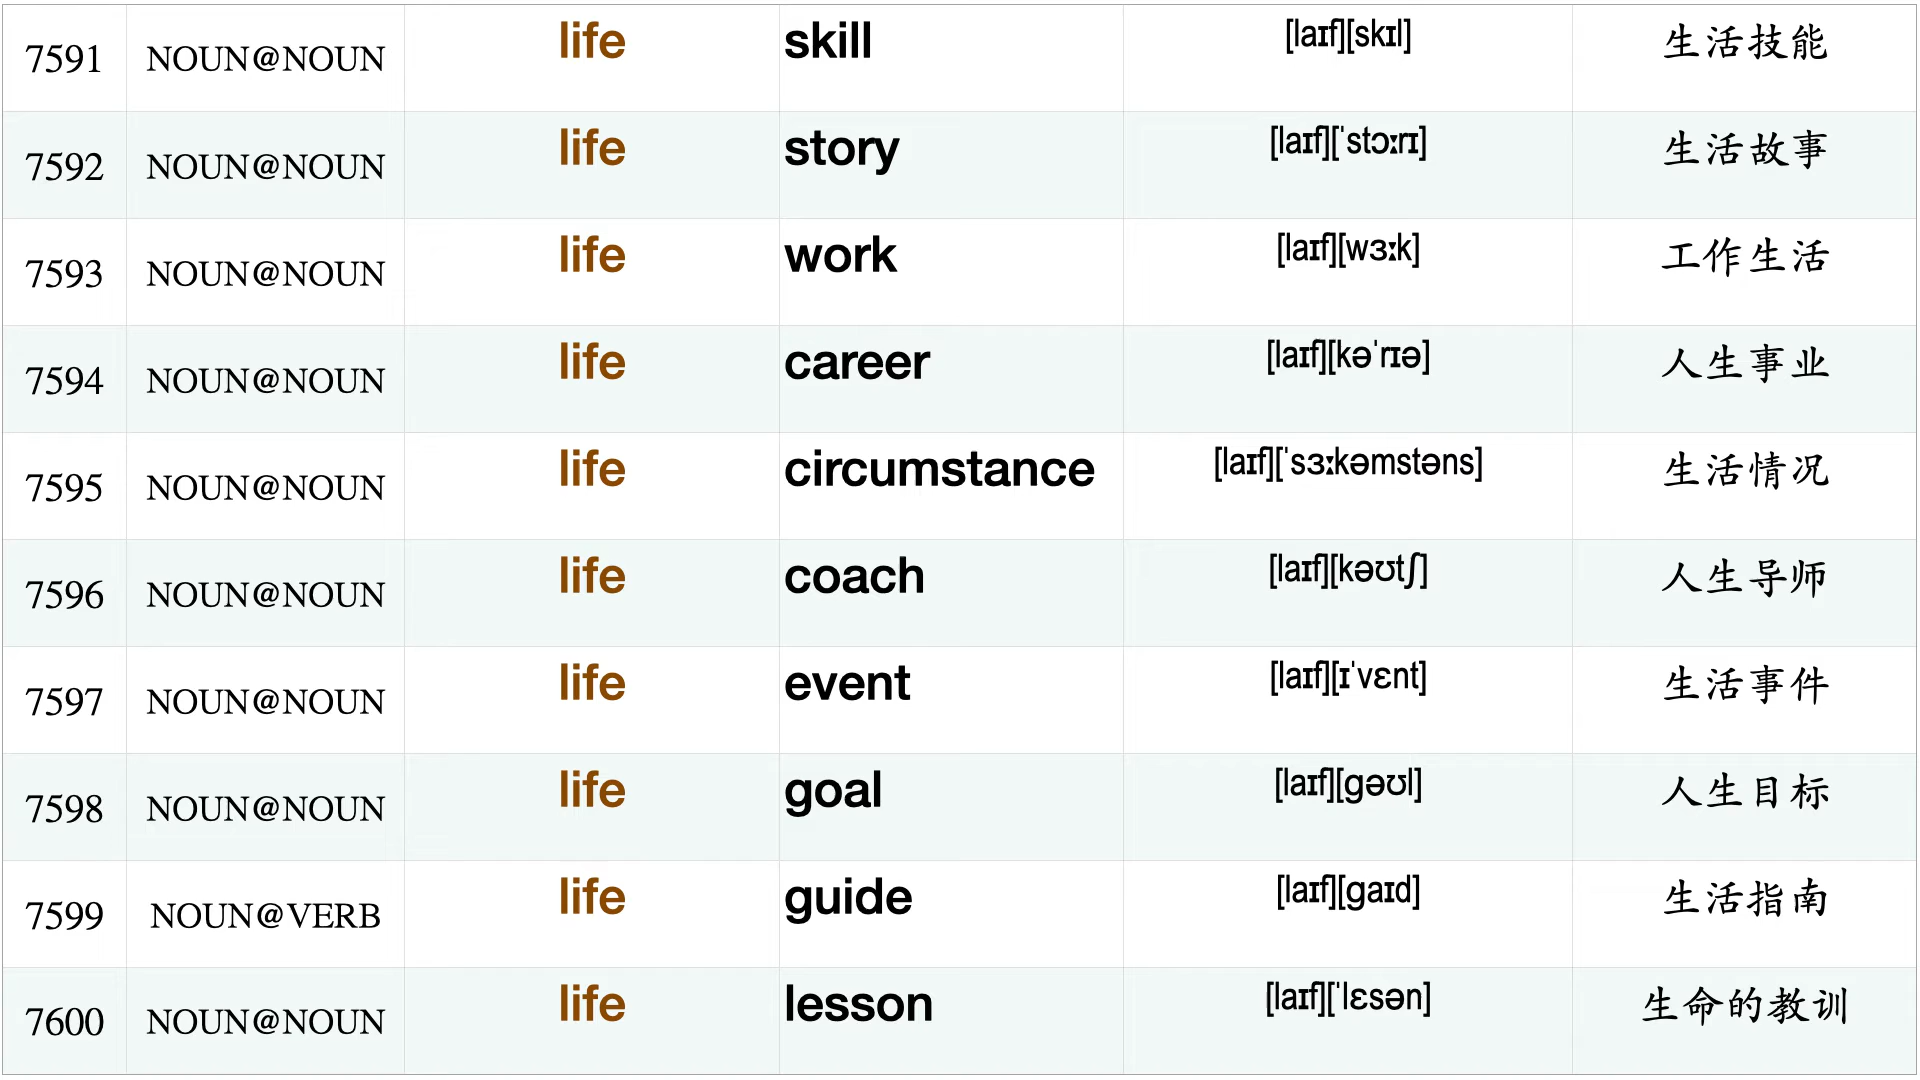 7591 NOUN@NOUN life skill [laɪf][skɪl] 生活技能
7592 NOUN@NOUN life story [laɪf][ˈstɔːrɪ] 生活故事
7593 NOUN@NOUN life work [laɪf][wɜːk] 工作生活
7594 NOUN@NOUN life career [laɪf][kəˈrɪə] 人生事业
7595 NOUN@NOUN life circumstance [laɪf][ˈsɜːkəmstəns] 生活情况
7596 NOUN@NOUN life coach [laɪf][kəʊtʃ] 人生导师
7597 NOUN@NOUN life event [laɪf][ɪˈvɛnt] 生活事件
7598 NOUN@NOUN life goal [laɪf][gəʊl] 人生目标
7599 NOUN@VERB life guide [laɪf][gaɪd] 生活指南
7600 NOUN@NOUN life lesson [laɪf][ˈlɛsən] 生命的教训